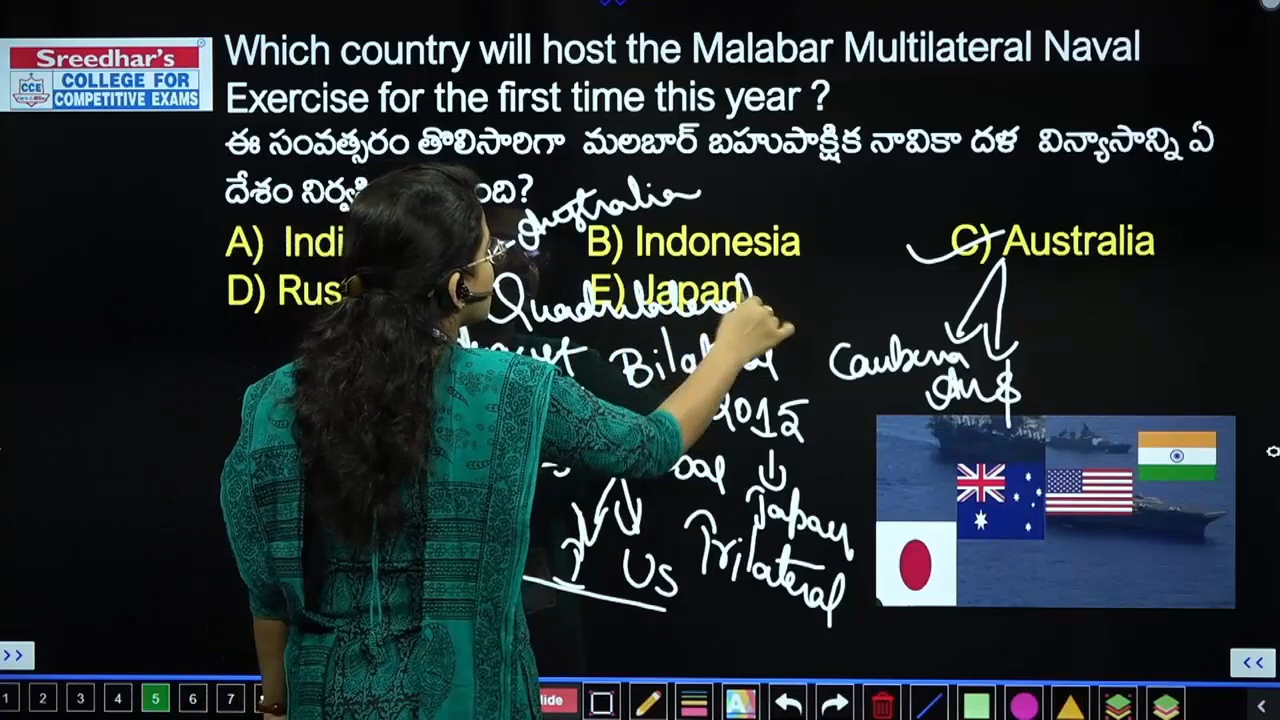 Sreedhar's
CCE
COLLEGE FOR
COMPETITIVE EXAMS
Which country will host the Malabar Multilateral Naval
Exercise for the first time this year ?
ఈ సంవత్సరం తొలిసారిగా మలబార్ బహుపాక్షిక నావికా దళ విన్యాసాన్ని ఏ
దేశం
A) Indi
B) Indonesia
C) Australia
D) Rus
E) Japan
Australia
Quadrilateral
2015
Japan
US
Trilateral
>>
<<
1 2 3 4 5 6 7
lide